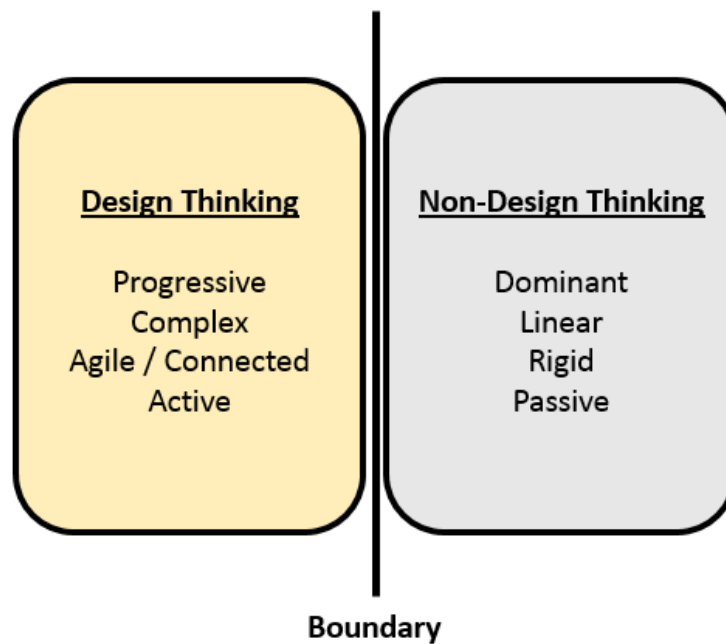 Design Thinking
Progressive
Complex
Agile / Connected
Active
Non-Design Thinking
Dominant
Linear
Rigid
Passive
Boundary